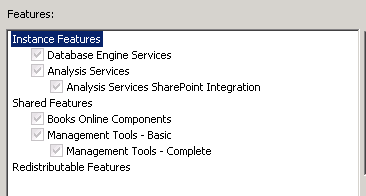 Features:
Instance Features
Database Engine Services
Analysis Services
Analysis Services SharePoint Integration
Shared Features
Books Online Components
Management Tools - Basic
Management Tools - Complete
Redistributable Features